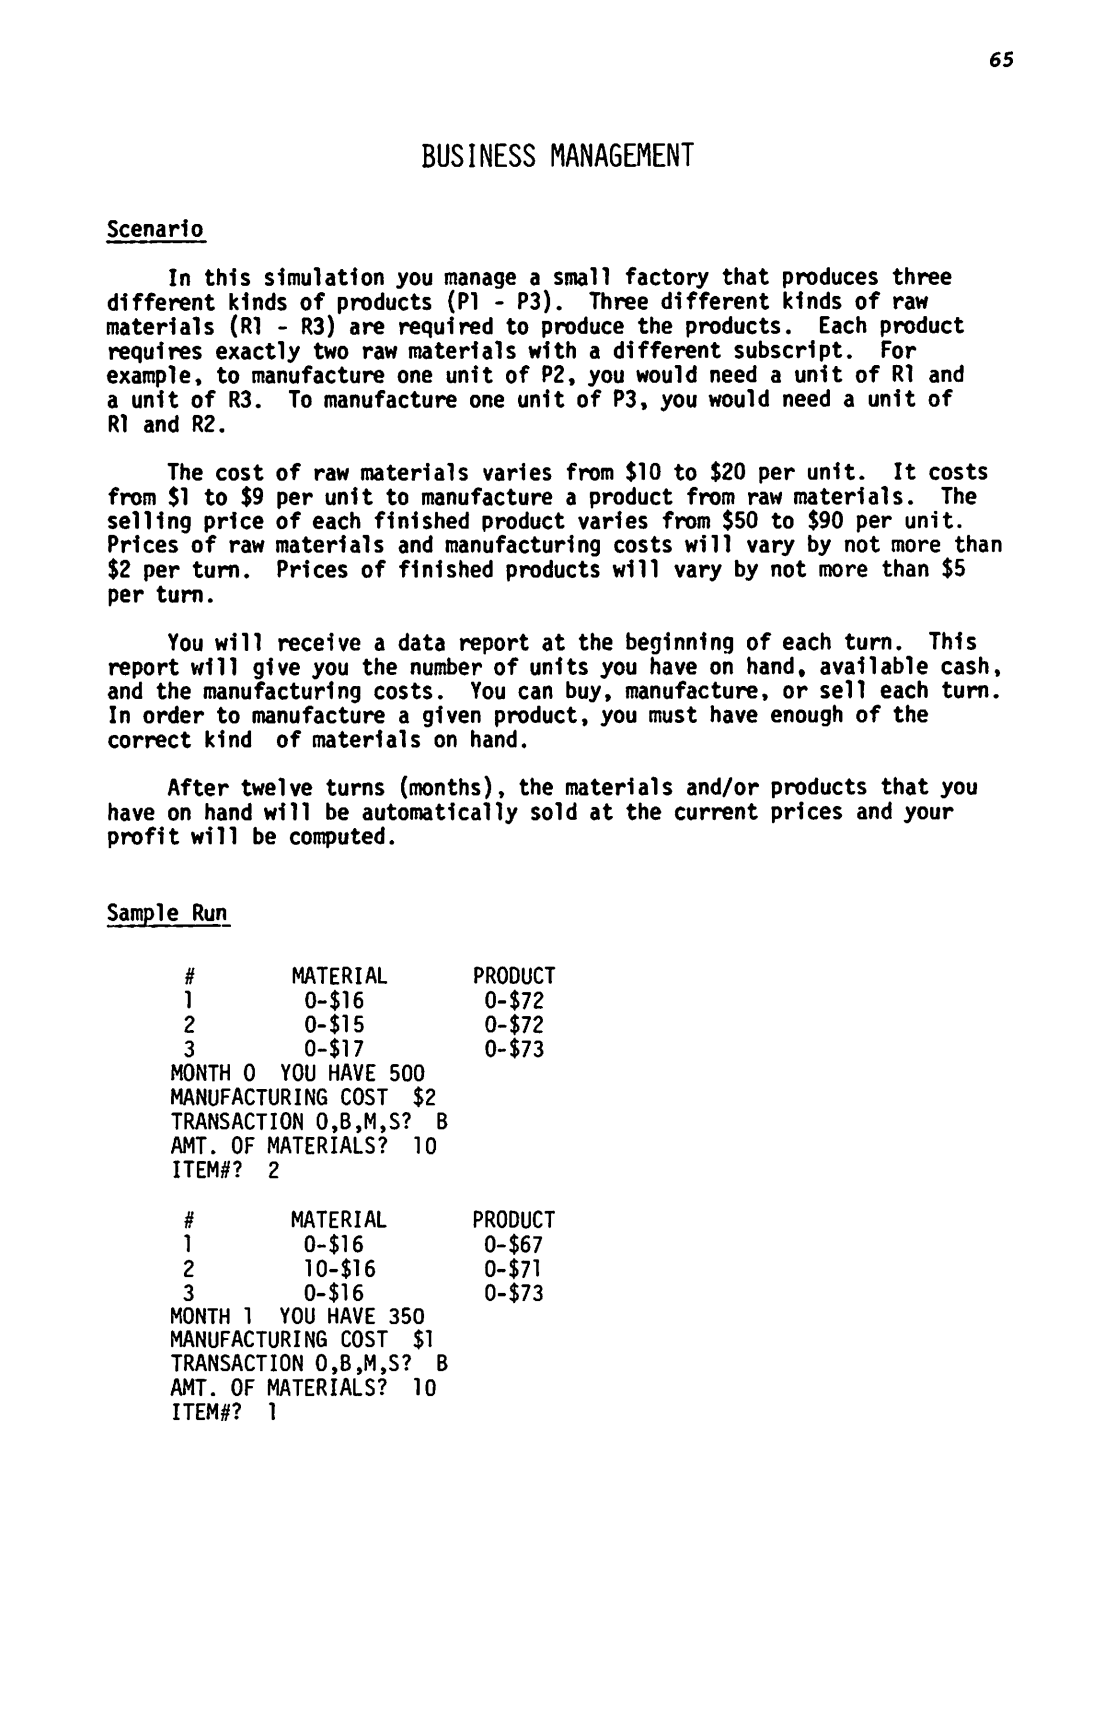 65
BUSINESS MANAGEMENT
Scenario
In this simulation you manage a small factory that produces three
different kinds of products (P1 - P3). Three different kinds of raw
materials (R1 - R3) are required to produce the products. Each product
requires exactly two raw materials with a different subscript. For
example, to manufacture one unit of P2, you would need a unit of R1 and
a unit of R3. To manufacture one unit of P3, you would need a unit of
R1 and R2.
The cost of raw materials varies from $10 to $20 per unit. It costs
from $1 to $9 per unit to manufacture a product from raw materials. The
selling price of each finished product varies from $50 to $90 per unit.
Prices of raw materials and manufacturing costs will vary by not more than
$2 per turn. Prices of finished products will vary by not more than $5
per turn.
You will receive a data report at the beginning of each turn. This
report will give you the number of units you have on hand, available cash,
and the manufacturing costs. You can buy, manufacture, or sell each turn.
In order to manufacture a given product, you must have enough of the
correct kind of materials on hand.
After twelve turns (months), the materials and/or products that you
have on hand will be automatically sold at the current prices and your
profit will be computed.
Sample Run
# MATERIAL PRODUCT
1 0-$16 0-$72
2 0-$15 0-$72
3 0-$17 0-$73
MONTH 0 YOU HAVE 500
MANUFACTURING COST $2
TRANSACTION O,B,M,S? B
AMT. OF MATERIALS? 10
ITEM#? 2
# MATERIAL PRODUCT
1 0-$16 0-$67
2 10-$16 0-$71
3 0-$16 0-$73
MONTH 1 YOU HAVE 350
MANUFACTURING COST $1
TRANSACTION O,B,M,S? B
AMT. OF MATERIALS? 10
ITEM#? 1